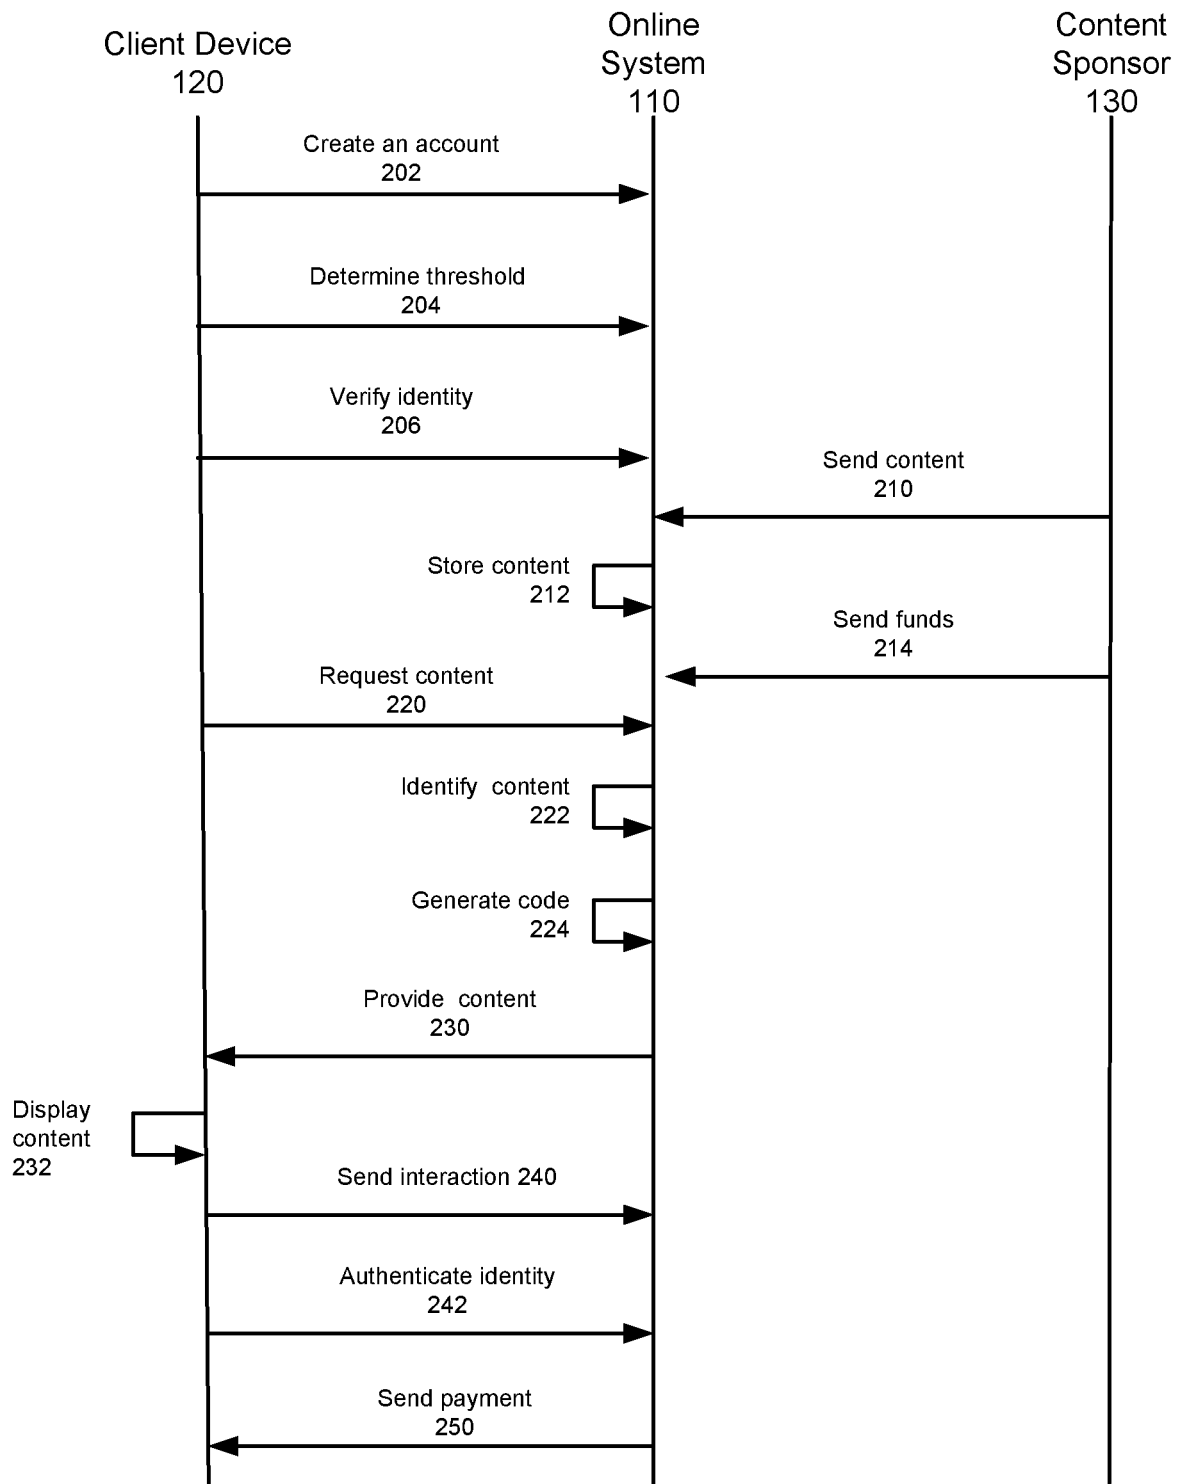 Client Device
120
Online
System
110
Content
Sponsor
130
Create an account
202
Determine threshold
204
Verify identity
206
Send content
210
Store content
212
Send funds
214
Request content
220
Identify  content
222
Generate code
224
Provide  content
230
Display
content
232
Send interaction 240
Authenticate identity
242
Send payment
250